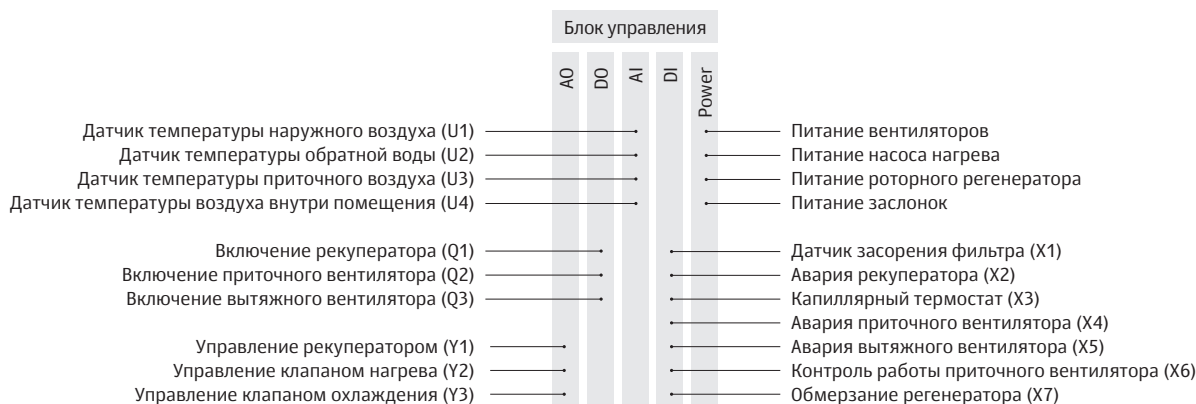 Блок управления
AO
DO
AI
DI
Power
Датчик температуры наружного воздуха (U1)
Датчик температуры обратной воды (U2)
Датчик температуры приточного воздуха (U3)
Датчик температуры воздуха внутри помещения (U4)
Включение рекуператора (Q1)
Включение приточного вентилятора (Q2)
Включение вытяжного вентилятора (Q3)
Управление рекуператором (Y1)
Управление клапаном нагрева (Y2)
Управление клапаном охлаждения (Y3)
Питание вентиляторов
Питание насоса нагрева
Питание роторного регенератора
Питание заслонок
Датчик засорения фильтра (X1)
Авария рекуператора (X2)
Капиллярный термостат (X3)
Авария приточного вентилятора (X4)
Авария вытяжного вентилятора (X5)
Контроль работы приточного вентилятора (X6)
Обмерзание регенератора (X7)